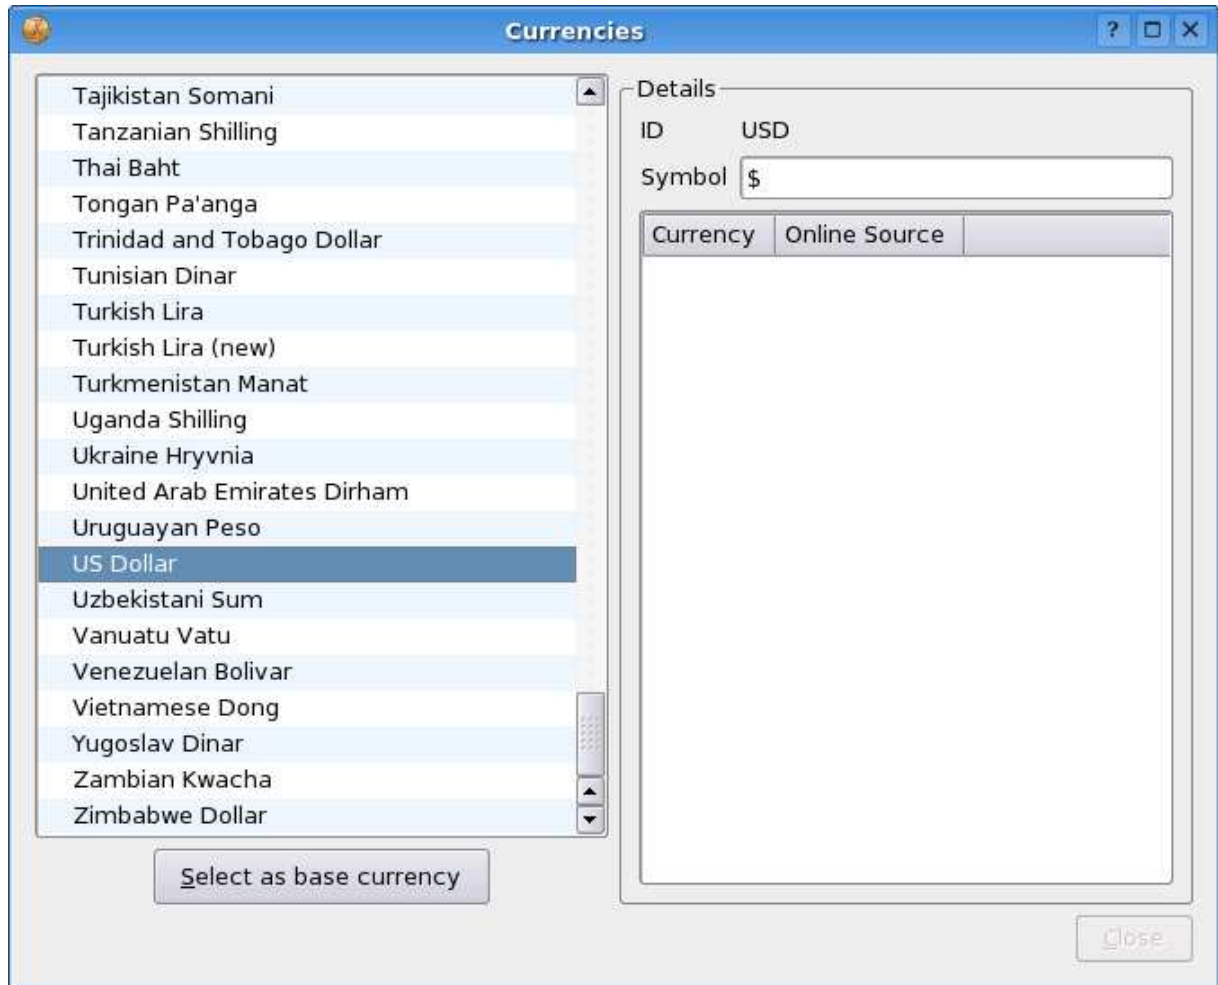 Currencies
Tajikistan Somani
Tanzanian Shilling
Thai Baht
Tongan Pa'anga
Trinidad and Tobago Dollar
Tunisian Dinar
Turkish Lira
Turkish Lira (new)
Turkmenistan Manat
Uganda Shilling
Ukraine Hryvnia
United Arab Emirates Dirham
Uruguayan Peso
US Dollar
Uzbekistani Sum
Vanuatu Vatu
Venezuelan Bolivar
Vietnamese Dong
Yugoslav Dinar
Zambian Kwacha
Zimbabwe Dollar
Select as base currency
Details
ID USD
Symbol $
Currency Online Source
Close